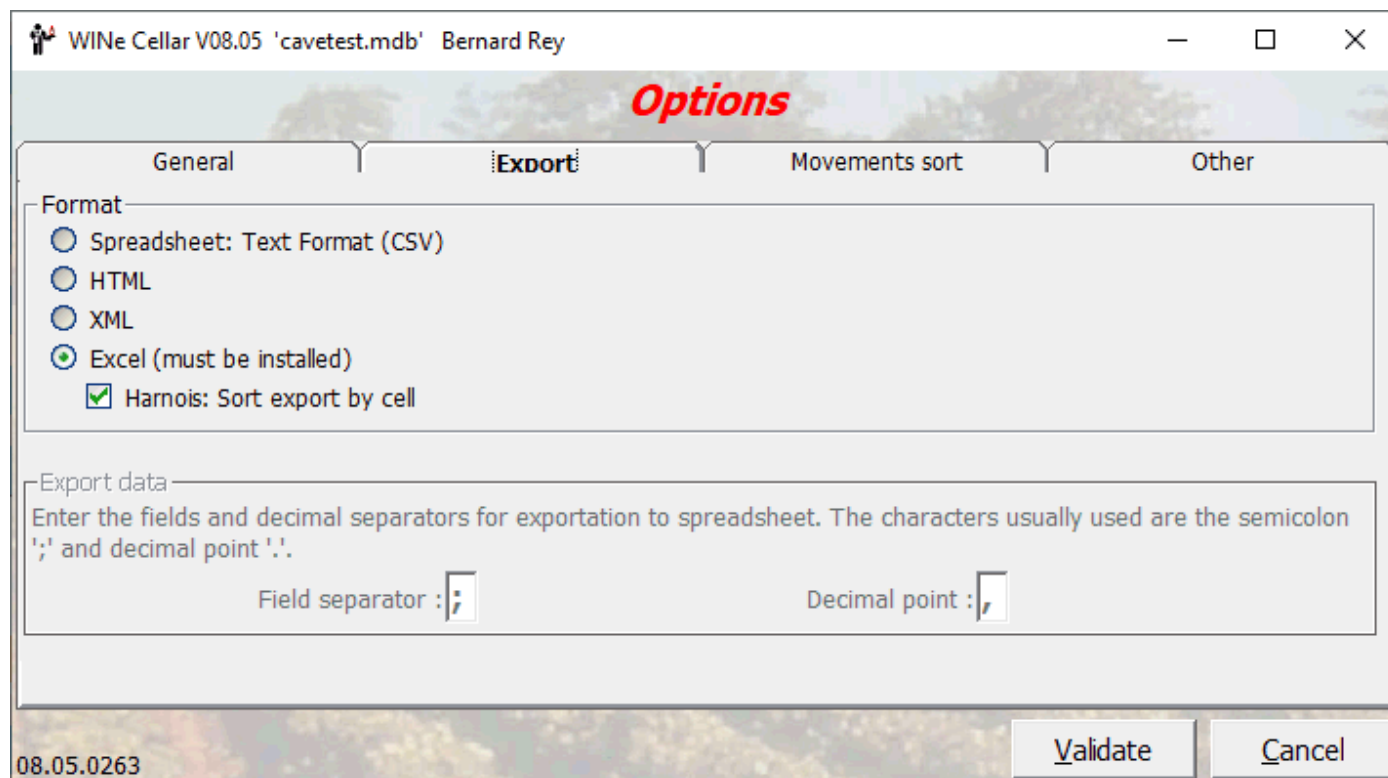 WINe Cellar V08.05 'cavetest.mdb' Bernard Rey
Options
General Export Movements sort Other
Format
Spreadsheet: Text Format (CSV)
HTML
XML
Excel (must be installed)
Harnois: Sort export by cell
Export data
Enter the fields and decimal separators for exportation to spreadsheet. The characters usually used are the semicolon
';' and decimal point '.'.
Field separator : ; Decimal point : ,
Validate Cancel
08.05.0263